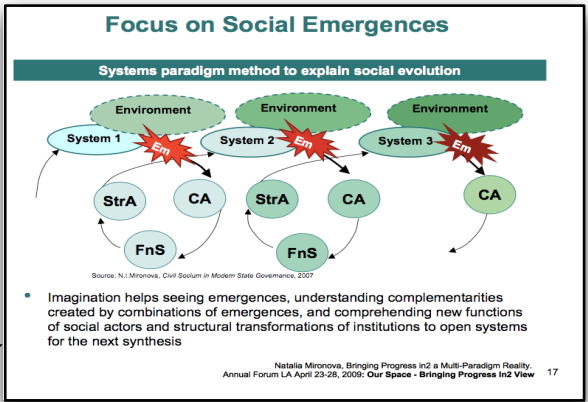 Focus on Social Emergences
Systems paradigm method to explain social evolution
Environment
Environment
Environment
System 1
Em
System 2
Em
System 3
Em
StrA
CA
StrA
CA
CA
FnS
FnS
Source: N.I.Mironova, Civil Socium in Modern State Governance, 2007
• Imagination helps seeing emergences, understanding complementarities
created by combinations of emergences, and comprehending new functions
of social actors and structural transformations of institutions to open systems
for the next synthesis
Natalia Mironova, Bringing Progress in2 a Multi-Paradigm Reality.
Annual Forum LA April 23-28, 2009: Our Space - Bringing Progress In2 View
17